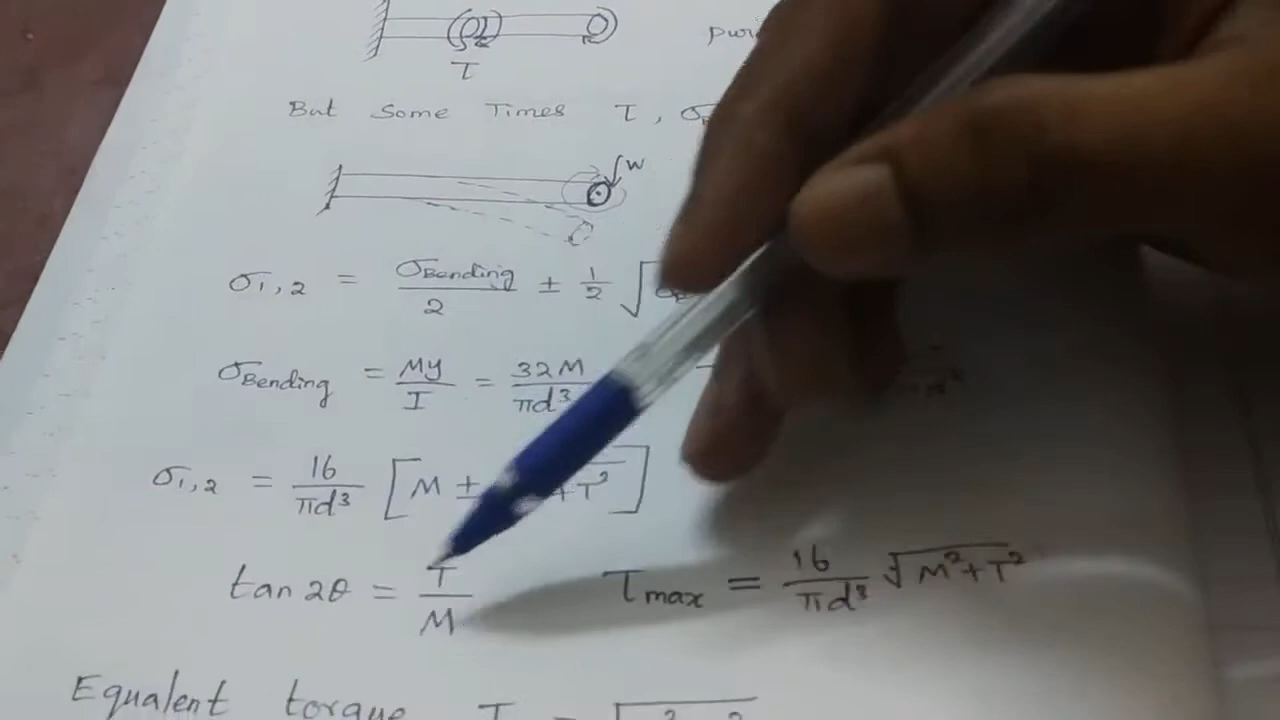 τ
But Some Times τ, σ
W
σ1,2 = σBending / 2 ± 1/2 √
σBending = My / I = 32M / πd³
σ1,2 = 16 / πd³ [M ± + T²]
tan 2θ = T / M τmax = 16 / πd³ √M²+T²
Equalent torque T = √